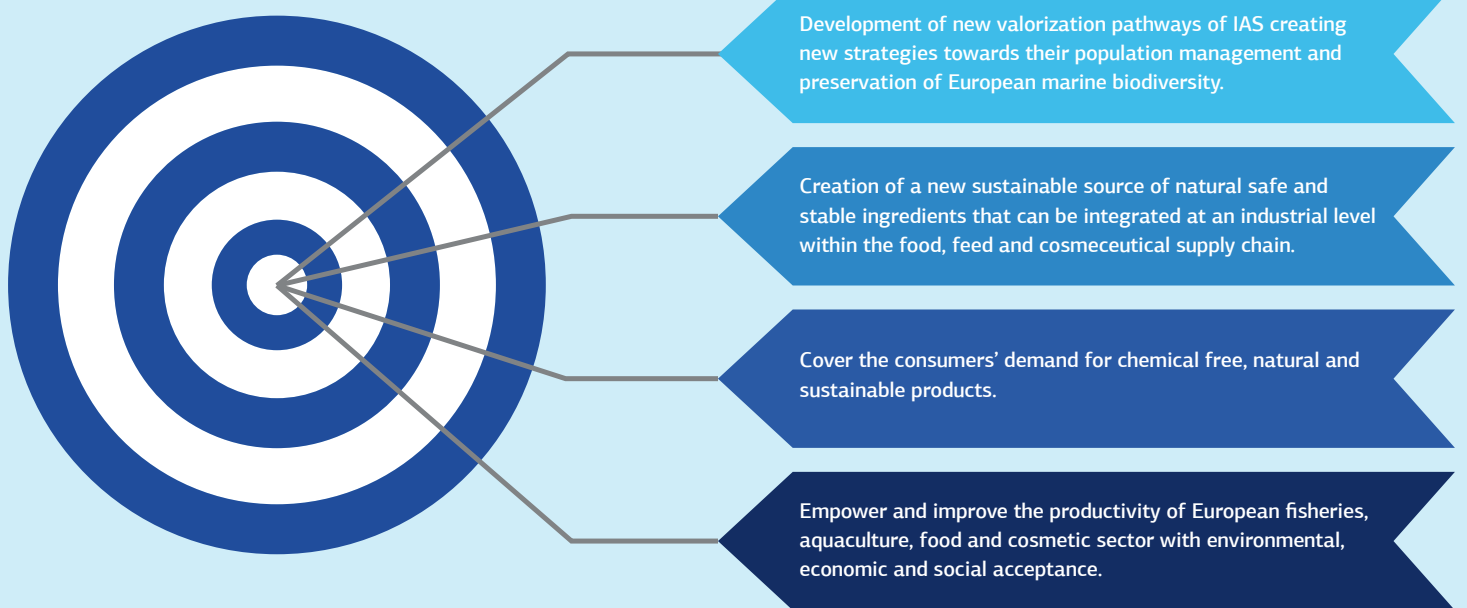 Development of new valorization pathways of IAS creating
new strategies towards their population management and
preservation of European marine biodiversity.
Creation of a new sustainable source of natural safe and
stable ingredients that can be integrated at an industrial level
within the food, feed and cosmeceutical supply chain.
Cover the consumers’ demand for chemical free, natural and
sustainable products.
Empower and improve the productivity of European fisheries,
aquaculture, food and cosmetic sector with environmental,
economic and social acceptance.